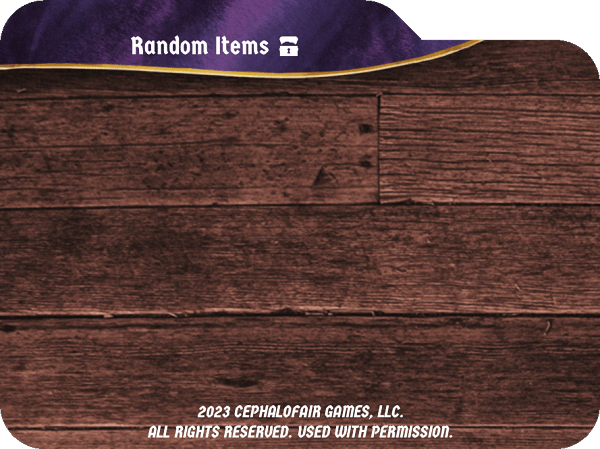 Random Items
2023 CEPHALOFAIR GAMES, LLC.
ALL RIGHTS RESERVED. USED WITH PERMISSION.